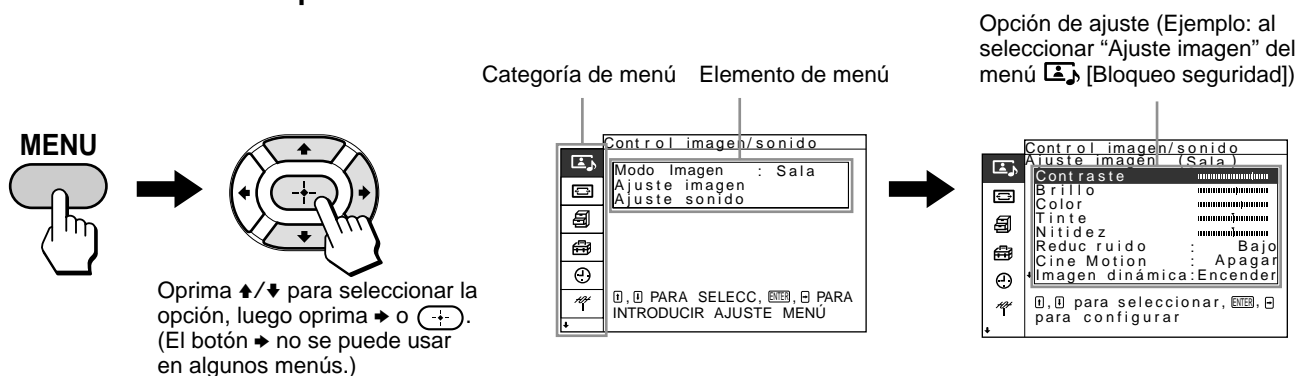 Opción de ajuste (Ejemplo: al
seleccionar “Ajuste imagen” del
menú [Bloqueo seguridad])
Categoría de menú Elemento de menú
MENU
Oprima ↑/↓ para seleccionar la
opción, luego oprima → o .
(El botón → no se puede usar
en algunos menús.)
Control imagen/sonido
Modo Imagen : Sala
Ajuste imagen
Ajuste sonido
, PARA SELECC, ENTER, PARA
INTRODUCIR AJUSTE MENÚ
Control imagen/sonido
Ajuste imagen (Sala)
Contraste
Brillo
Color
Tinte
Nitidez
Reduc ruido : Bajo
Cine Motion : Apagar
Imagen dinámica:Encender
, para seleccionar, ENTER,
para configurar